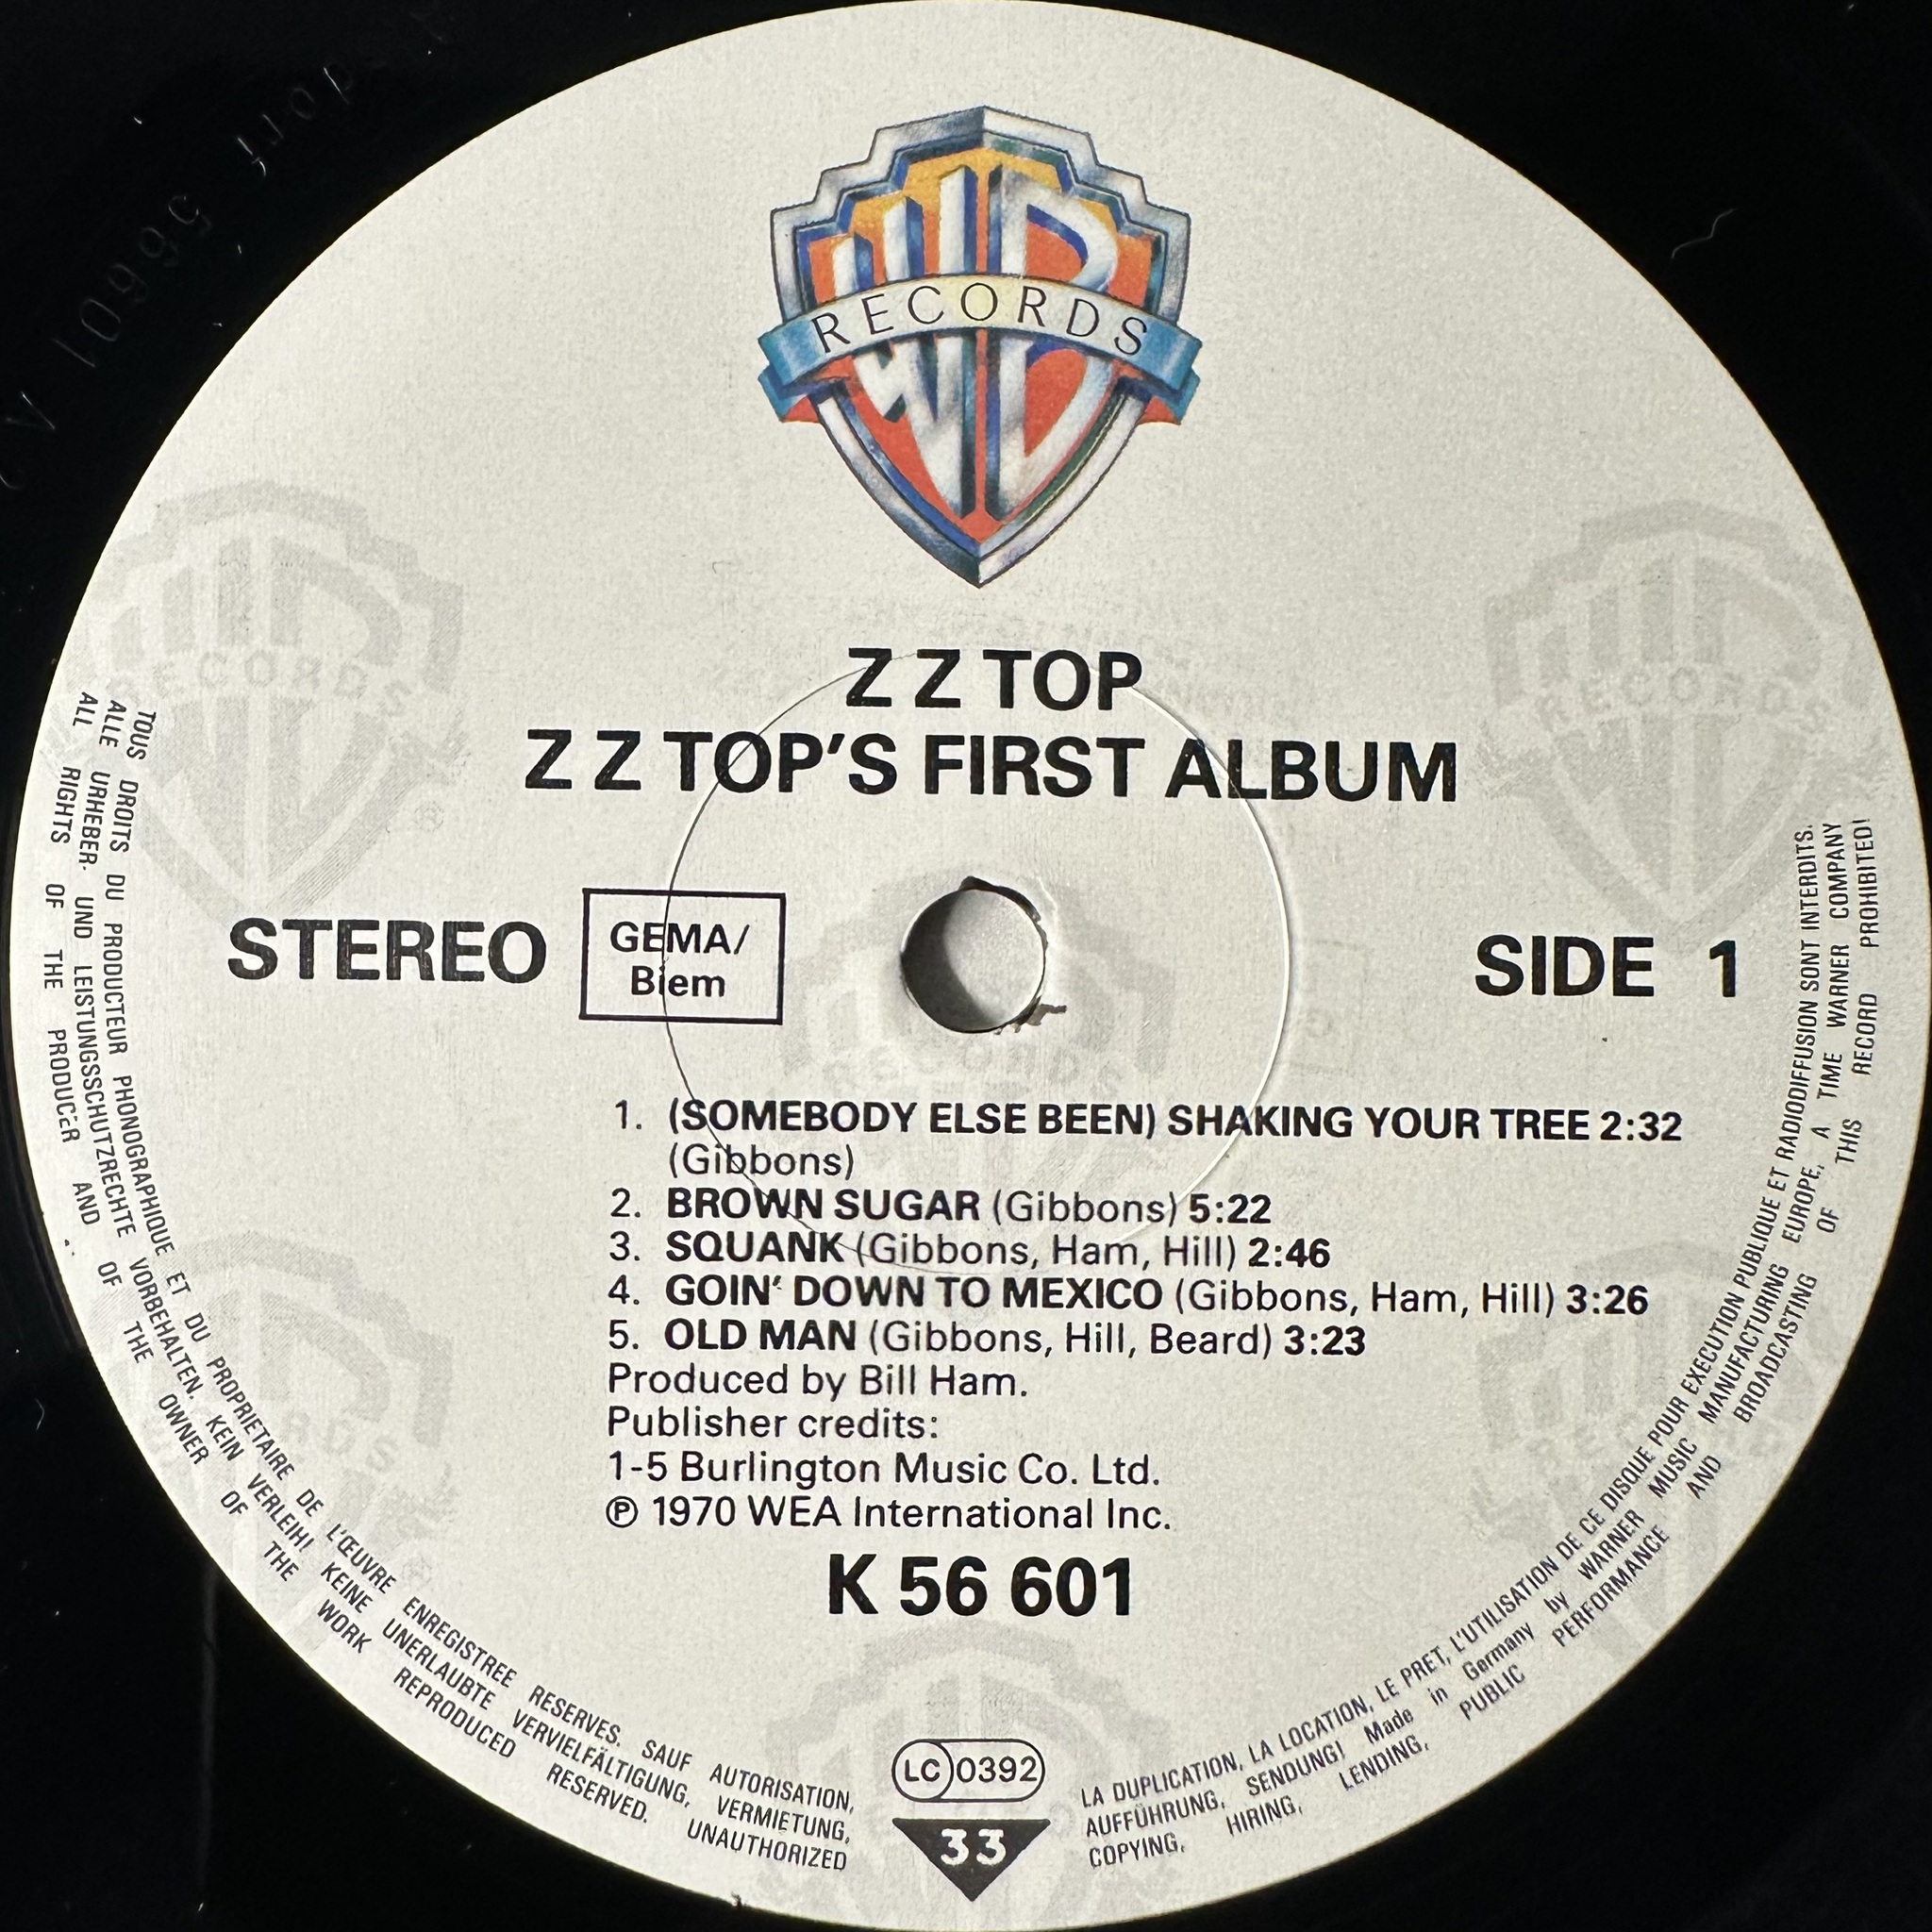 WB
RECORDS
Z Z TOP
Z Z TOP'S FIRST ALBUM
STEREO
GEMA/
Biem
SIDE 1
1. (SOMEBODY ELSE BEEN) SHAKING YOUR TREE 2:32
(Gibbons)
2. BROWN SUGAR (Gibbons) 5:22
3. SQUANK (Gibbons, Ham, Hill) 2:46
4. GOIN' DOWN TO MEXICO (Gibbons, Ham, Hill) 3:26
5. OLD MAN (Gibbons, Hill, Beard) 3:23
Produced by Bill Ham.
Publisher credits:
1-5 Burlington Music Co. Ltd.
℗ 1970 WEA International Inc.
K 56 601
LC 0392
33
TOUS DROITS DU PRODUCTEUR PHONOGRAPHIQUE ET DU PROPRIETAIRE DE L'ŒUVRE ENREGISTREE RESERVES. SAUF AUTORISATION, LA DUPLICATION, LA LOCATION, LE PRET, L'UTILISATION DE CE DISQUE POUR EXECUTION PUBLIQUE ET RADIODIFFUSION SONT INTERDITS.
ALLE URHEBER- UND LEISTUNGSSCHUTZRECHTE VORBEHALTEN. KEIN VERLEIH! KEINE UNERLAUBTE VERVIELFÄLTIGUNG, VERMIETUNG, AUFFÜHRUNG, SENDUNG! Made in Germany by WARNER MUSIC MANUFACTURING EUROPE, A TIME WARNER COMPANY
ALL RIGHTS OF THE PRODUCER AND OF THE OWNER OF THE WORK REPRODUCED RESERVED. UNAUTHORIZED COPYING, HIRING, LENDING, PUBLIC PERFORMANCE AND BROADCASTING OF THIS RECORD PROHIBITED!
56601